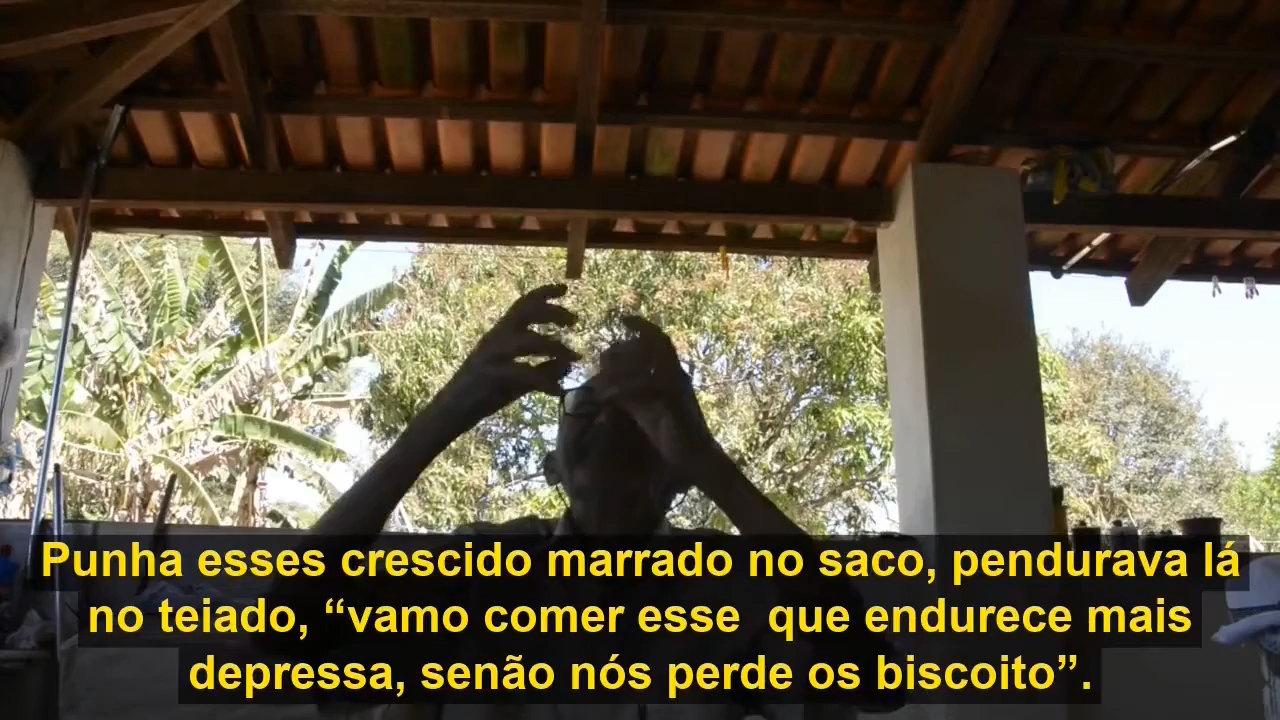 Punha esses crescido marrado no saco, pendurava lá
no teiado, “vamo comer esse  que endurece mais
depressa, senão nós perde os biscoito”.